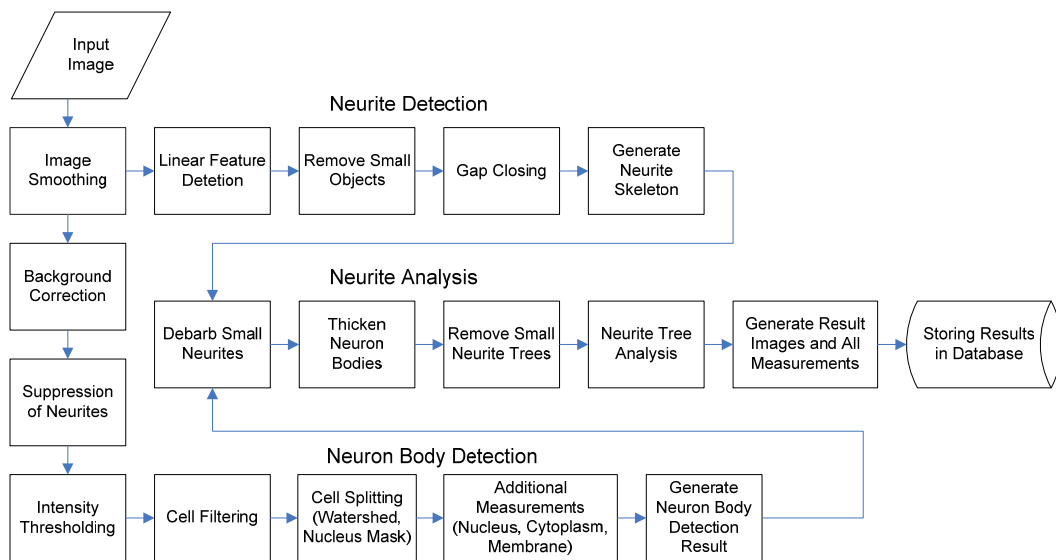 Input
Image
Neurite Detection
Image
Smoothing
Linear Feature
Detetion
Remove Small
Objects
Gap Closing
Generate
Neurite
Skeleton
Background
Correction
Neurite Analysis
Debarb Small
Neurites
Thicken
Neuron
Bodies
Remove Small
Neurite Trees
Neurite Tree
Analysis
Generate Result
Images and All
Measurements
Storing Results
in Database
Suppression
of Neurites
Neuron Body Detection
Intensity
Thresholding
Cell Filtering
Cell Splitting
(Watershed,
Nucleus Mask)
Additional
Measurements
(Nucleus, Cytoplasm,
Membrane)
Generate
Neuron Body
Detection
Result